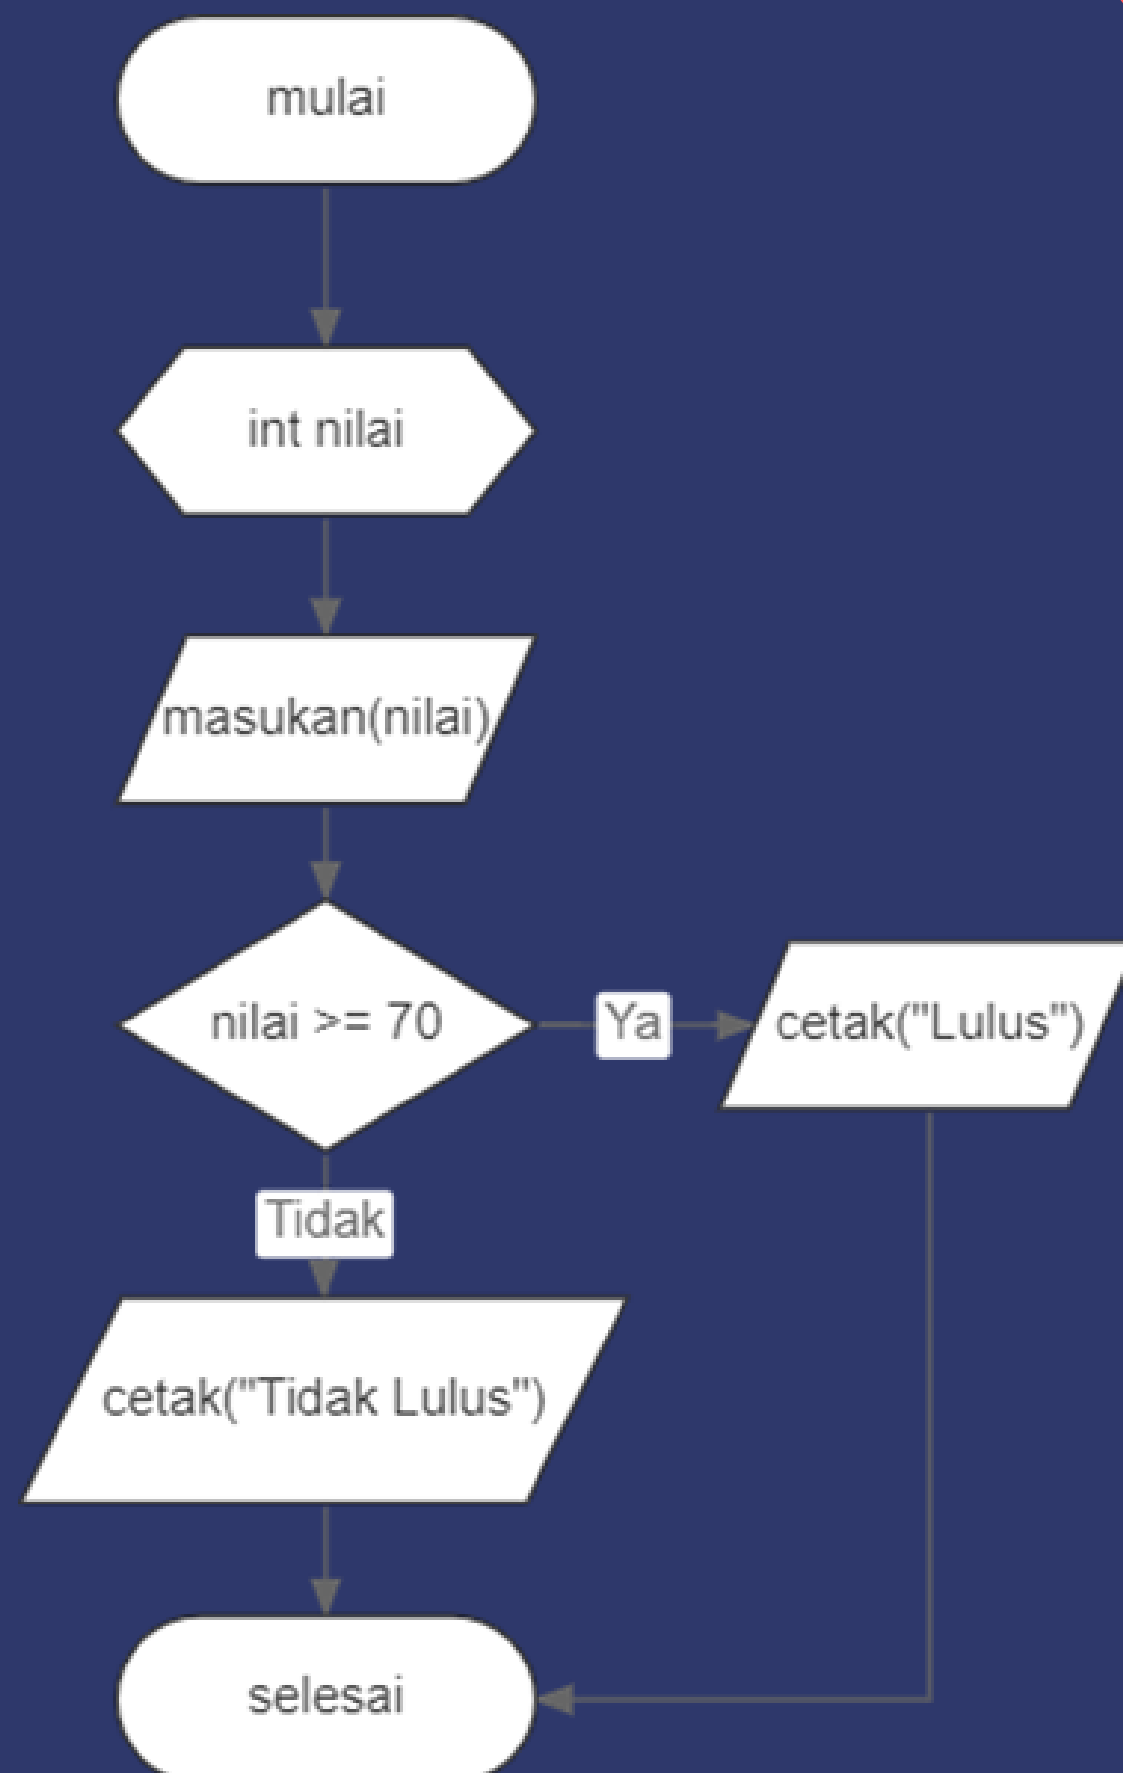 mulai
int nilai
masukan(nilai)
nilai >= 70
Ya
cetak("Lulus")
Tidak
cetak("Tidak Lulus")
selesai